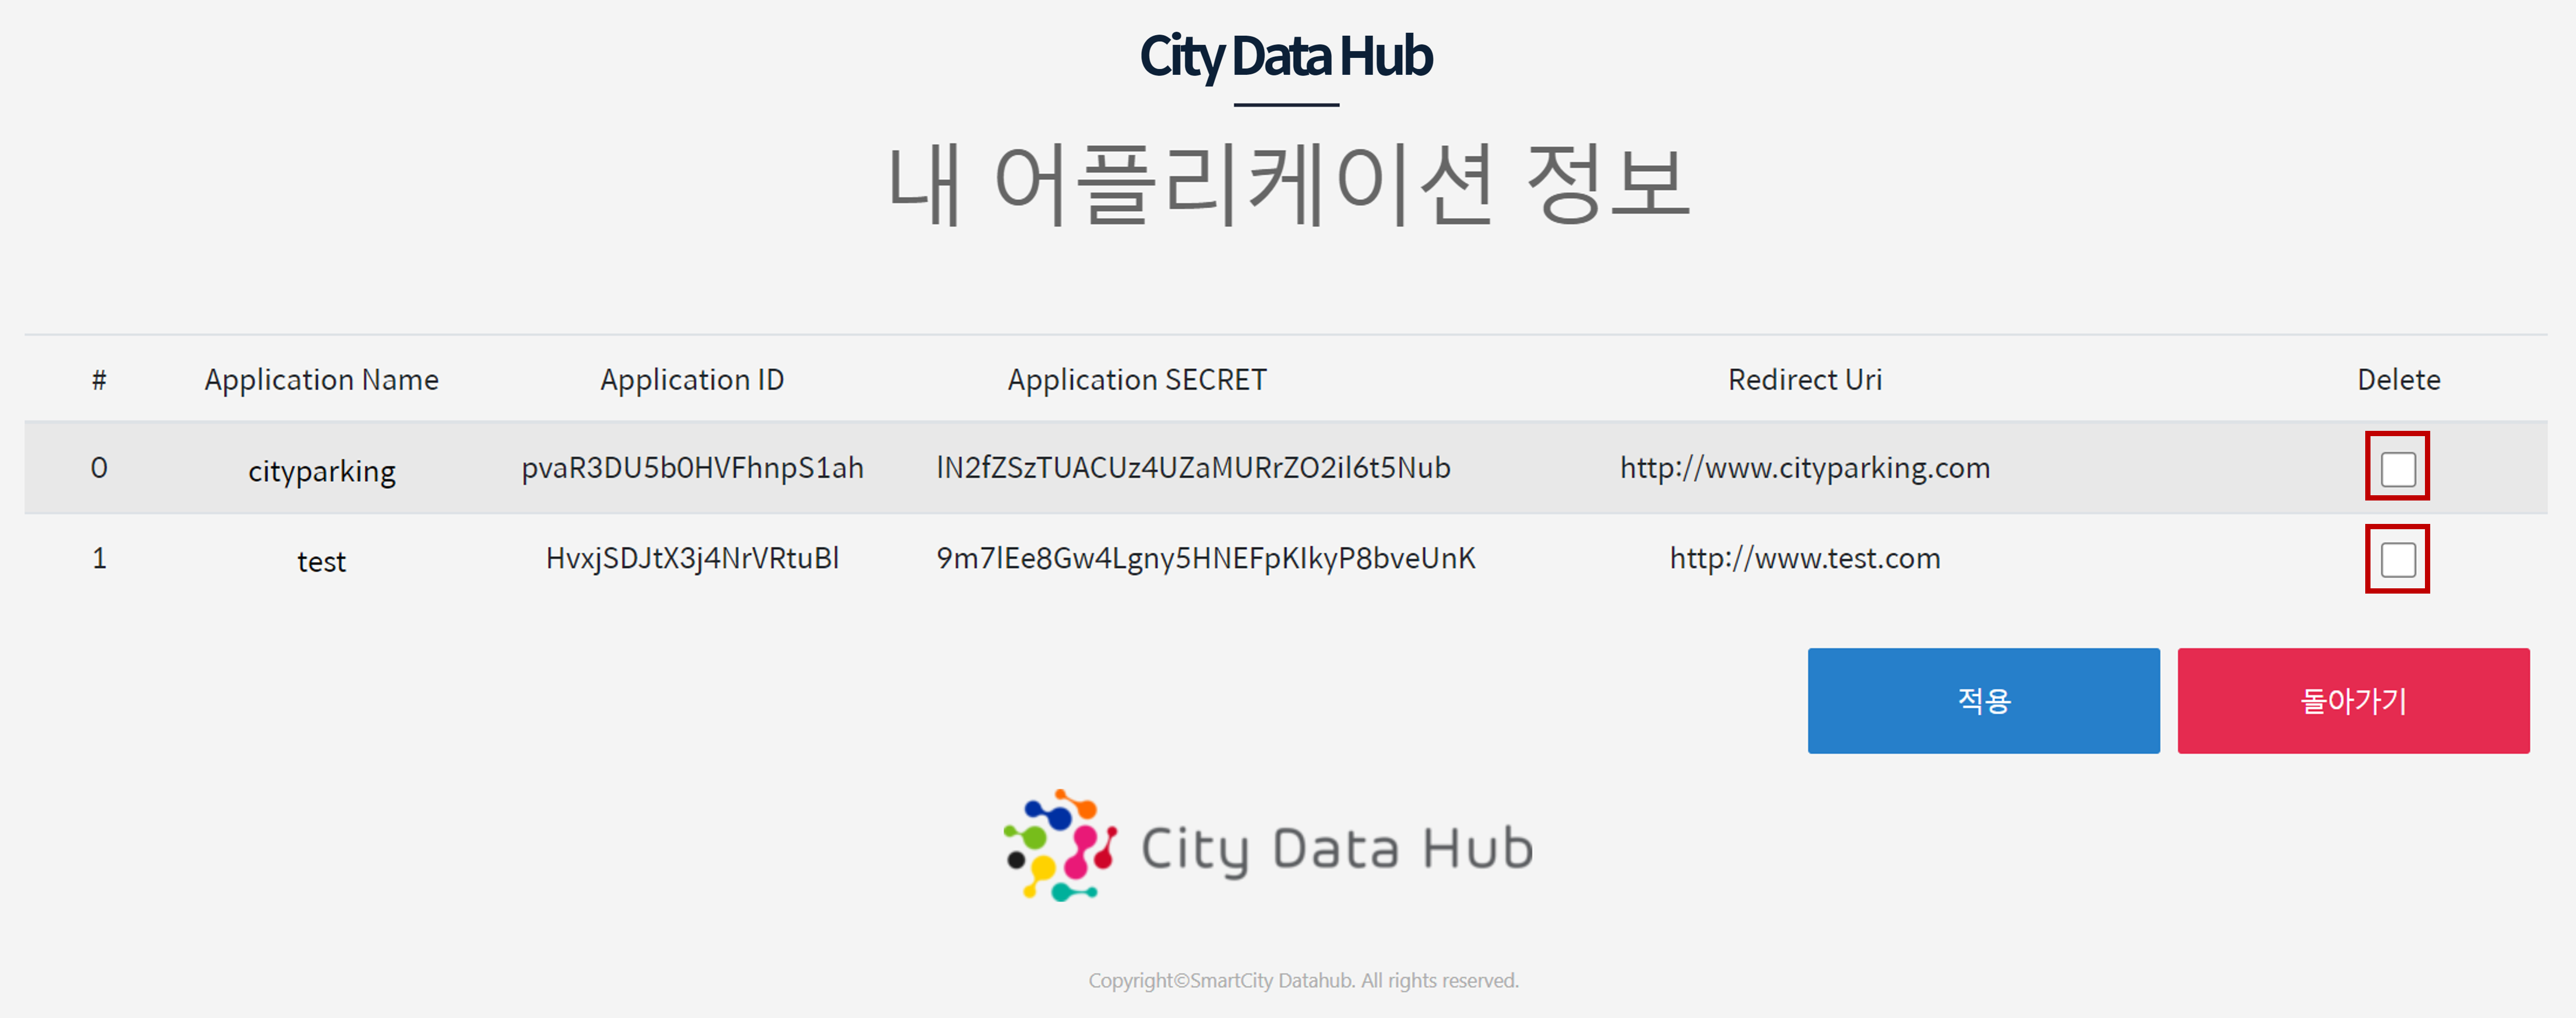 City Data Hub
내 어플리케이션 정보
# Application Name Application ID Application SECRET Redirect Uri Delete
0 cityparking pvaR3DU5b0HVFhnpS1ah lN2fZSzTUACUz4UZaMURrZO2il6t5Nub http://www.cityparking.com
1 test HvxjSDJtX3j4NrVRtuBl 9m7lEe8Gw4Lgny5HNEFpKIkyP8bveUnK http://www.test.com
적용 돌아가기
City Data Hub
Copyright©SmartCity Datahub. All rights reserved.